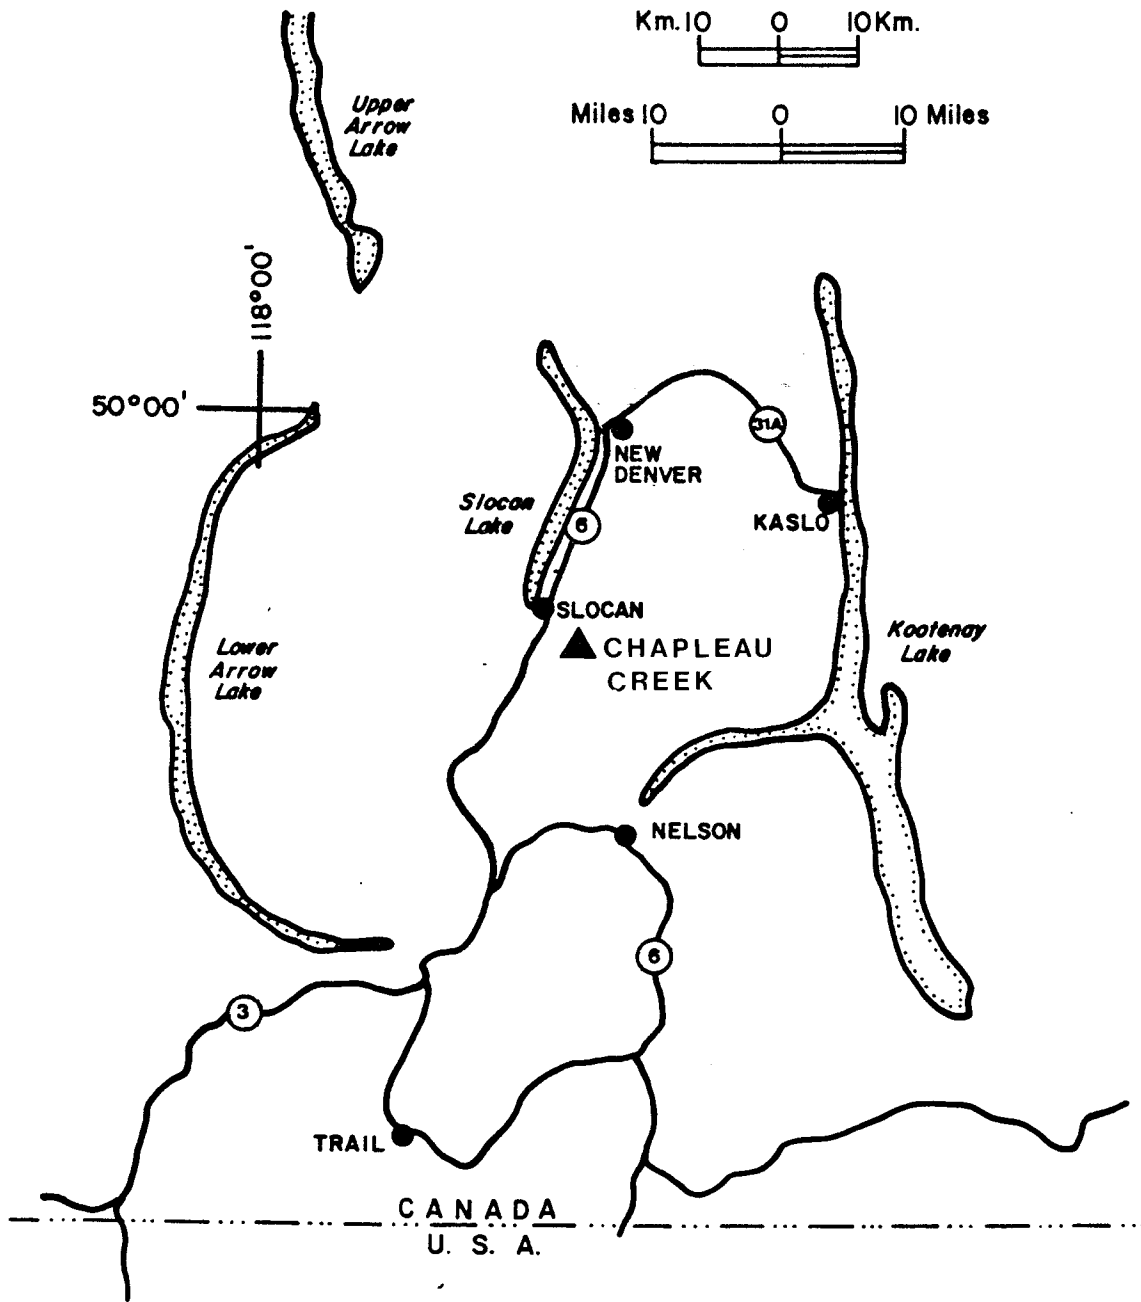 Km. 10 0 10 Km.
Miles 10 0 10 Miles
Upper
Arrow
Lake
118°00'
50°00'
31A
NEW
DENVER
Slocan
Lake
6
KASLO
SLOCAN
CHAPLEAU
CREEK
Kootenay
Lake
Lower
Arrow
Lake
NELSON
6
3
TRAIL
CANADA
U. S. A.